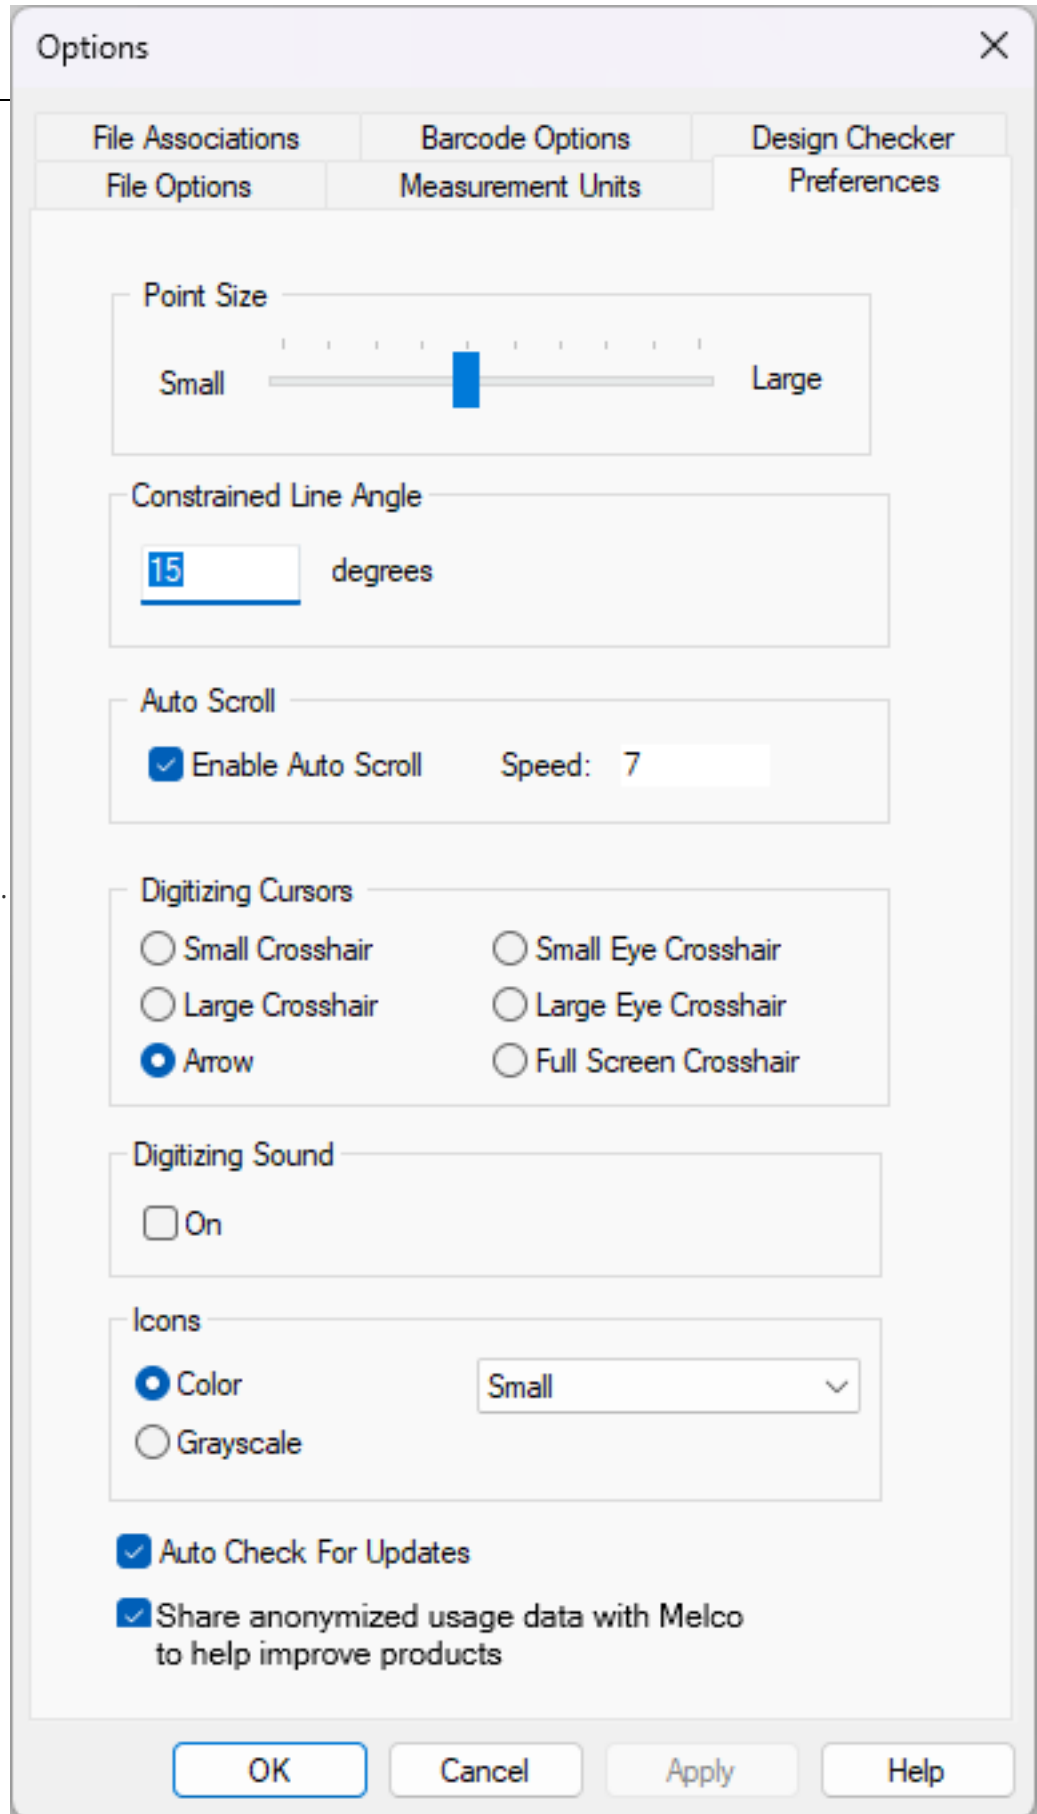 Options
File Associations Barcode Options Design Checker
File Options Measurement Units Preferences
Point Size
Small Large
Constrained Line Angle
15 degrees
Auto Scroll
Enable Auto Scroll Speed: 7
Digitizing Cursors
Small Crosshair Small Eye Crosshair
Large Crosshair Large Eye Crosshair
Arrow Full Screen Crosshair
Digitizing Sound
On
Icons
Color Small
Grayscale
Auto Check For Updates
Share anonymized usage data with Melco
to help improve products
OK Cancel Apply Help